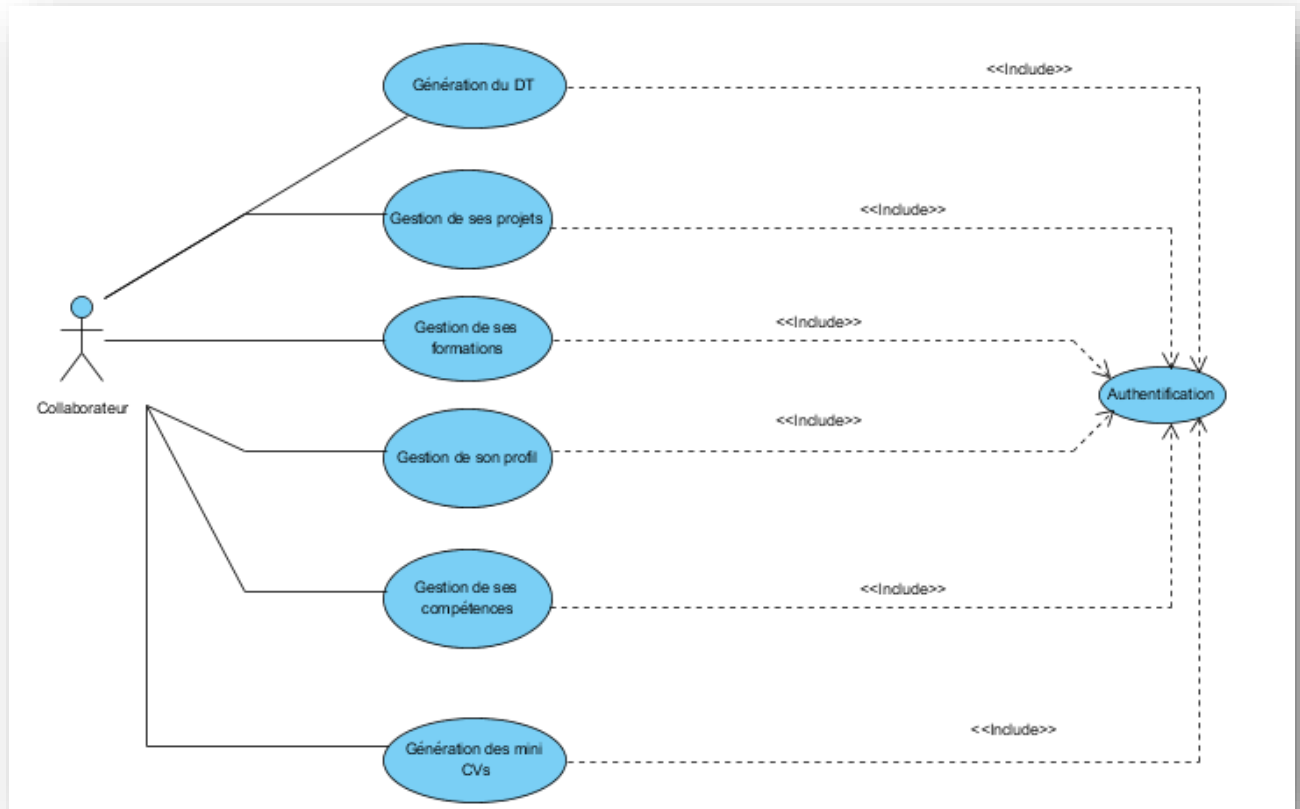 Génération du DT
<<Include>>
Gestion de ses projets
<<Include>>
Gestion de ses
formations
<<Include>>
Collaborateur
Authentification
Gestion de son profil
<<Include>>
Gestion de ses
compétences
<<Include>>
Génération des mini
CVs
<<Include>>